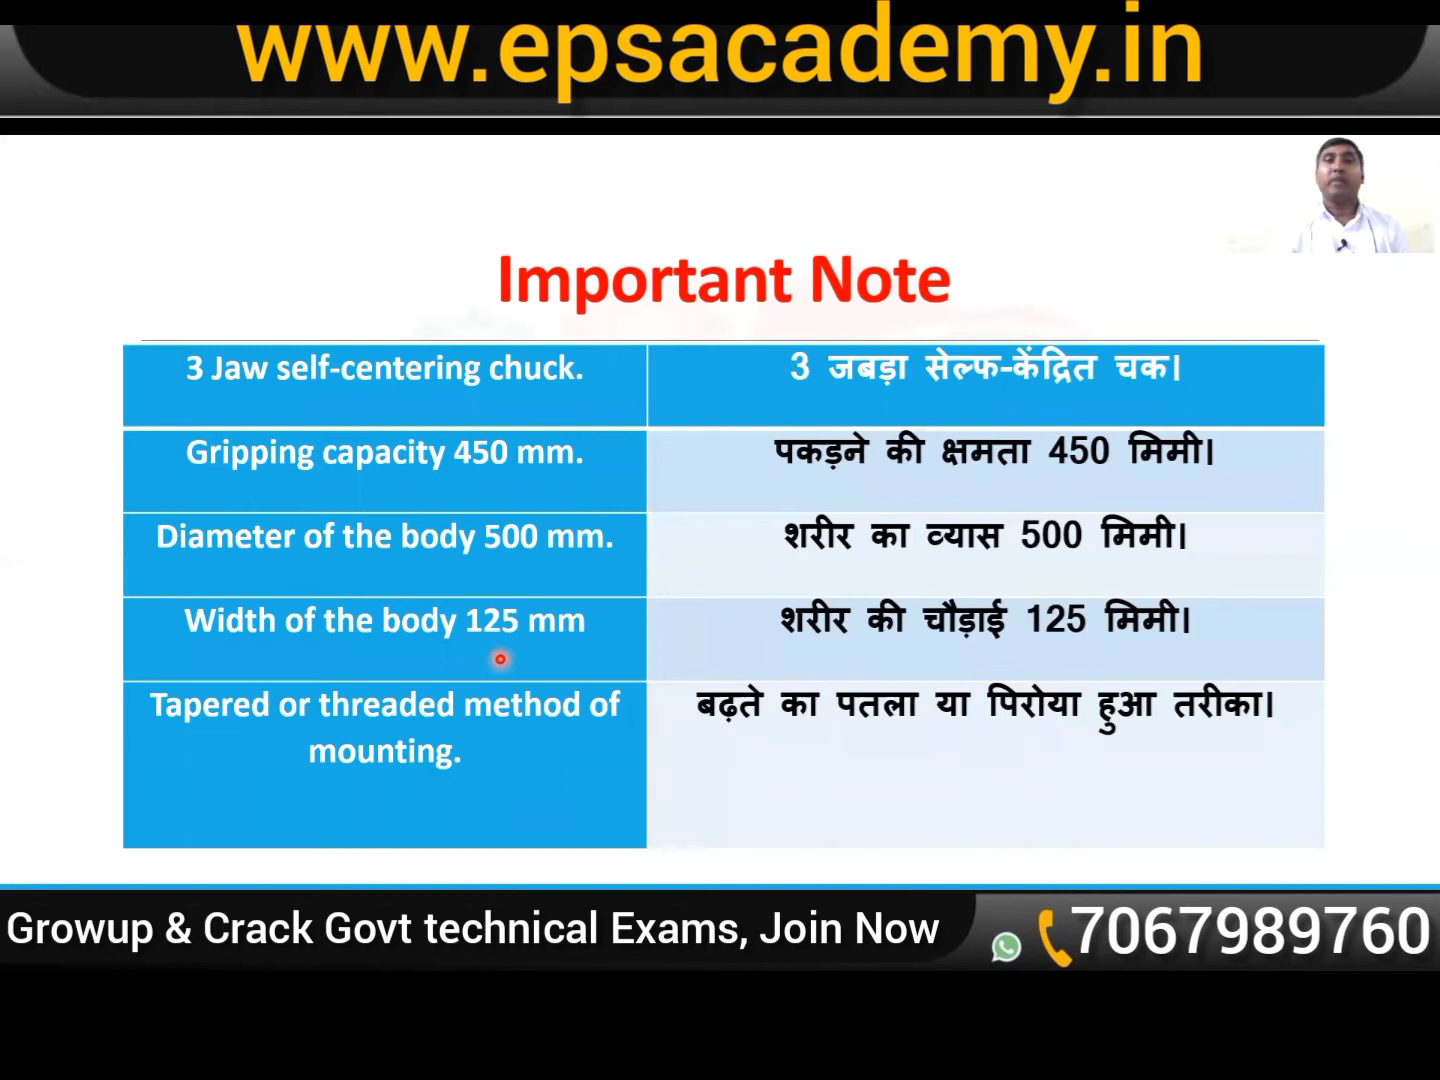 www.epsacademy.in
Important Note
3 Jaw self-centering chuck.
3 जबड़ा सेल्फ-केंद्रित चक।
Gripping capacity 450 mm.
पकड़ने की क्षमता 450 मिमी।
Diameter of the body 500 mm.
शरीर का व्यास 500 मिमी।
Width of the body 125 mm
शरीर की चौड़ाई 125 मिमी।
Tapered or threaded method of
mounting.
बढ़ते का पतला या पिरोया हुआ तरीका।
Growup & Crack Govt technical Exams, Join Now
7067989760